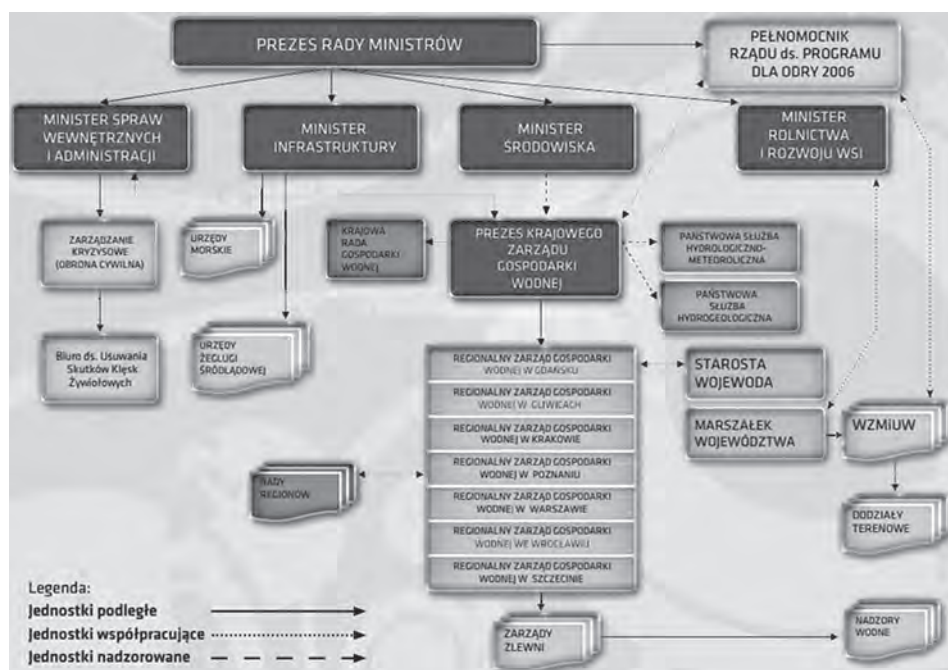 PREZES RADY MINISTRÓW
PEŁNOMOCNIK
RZĄDU ds. PROGRAMU
DLA ODRY 2006
MINISTER SPRAW
WEWNĘTRZNYCH
I ADMINISTRACJI
MINISTER
INFRASTRUKTURY
MINISTER
ŚRODOWISKA
MINISTER
ROLNICTWA
I ROZWOJU WSI
ZARZĄDZANIE
KRYZYSOWE
(OBRONA CYWILNA)
URZĘDY
MORSKIE
KRAJOWA
RADA
GOSPODARKI
WODNEJ
PREZES KRAJOWEGO
ZARZĄDU
GOSPODARKI
WODNEJ
PAŃSTWOWA SŁUŻBA
HYDROLOGICZNO-
METEOROLICZNA
PAŃSTWOWA
SŁUŻBA
HYDROGEOLOGICZNA
Biuro ds. Usuwania
Skutków Klęsk
Żywiołowych
URZĘDY
ŻEGLUGI
ŚRÓDLĄDOWEJ
REGIONALNY ZARZĄD GOSPODARKI
WODNEJ W GDAŃSKU
REGIONALNY ZARZĄD GOSPODARKI
WODNEJ W GLIWICACH
REGIONALNY ZARZĄD GOSPODARKI
WODNEJ W KRAKOWIE
REGIONALNY ZARZĄD GOSPODARKI
WODNEJ W POZNANIU
REGIONALNY ZARZĄD GOSPODARKI
WODNEJ W WARSZAWIE
REGIONALNY ZARZĄD GOSPODARKI
WODNEJ WE WROCŁAWIU
REGIONALNY ZARZĄD GOSPODARKI
WODNEJ W SZCZECINIE
STAROSTA
WOJEWODA
MARSZAŁEK
WOJEWÓDZTWA
WZMiUW
RADY
REGIONÓW
ODDZIAŁY
TERENOWE
ZARZĄDY
ZLEWNI
NADZORY
WODNE
Legenda:
Jednostki podległe
Jednostki współpracujące
Jednostki nadzorowane